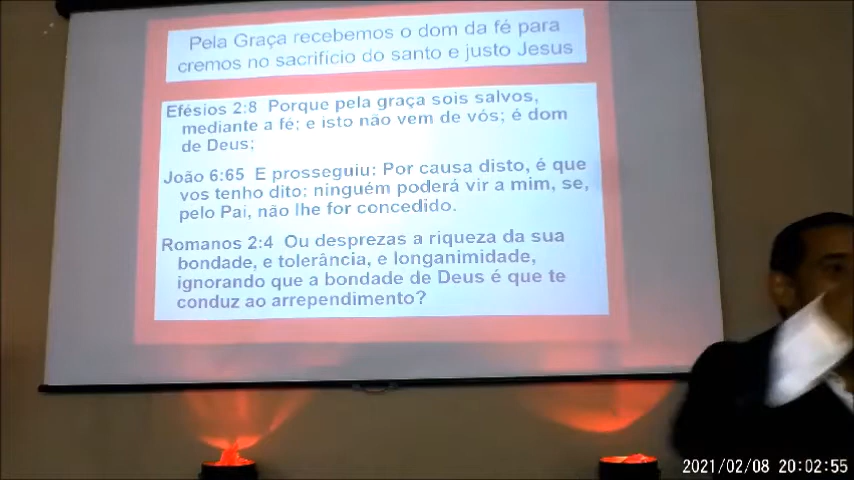 Pela Graça recebemos o dom da fé para
cremos no sacrifício do santo e justo Jesus
Efésios 2:8 Porque pela graça sois salvos,
mediante a fé; e isto não vem de vós; é dom
de Deus;
João 6:65 E prosseguiu: Por causa disto, é que
vos tenho dito: ninguém poderá vir a mim, se,
pelo Pai, não lhe for concedido.
Romanos 2:4 Ou desprezas a riqueza da sua
bondade, e tolerância, e longanimidade,
ignorando que a bondade de Deus é que te
conduz ao arrependimento?
2021/02/08 20:02:55